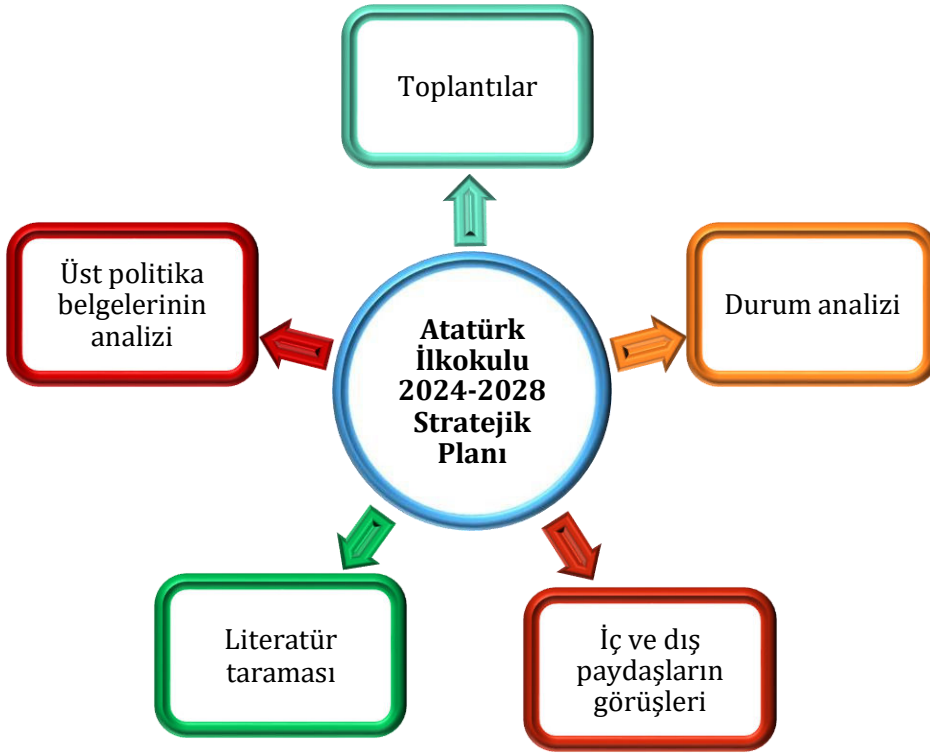 Toplantılar
Üst politika
belgelerinin
analizi
Durum analizi
Atatürk
İlkokulu
2024-2028
Stratejik
Planı
Literatür
taraması
İç ve dış
paydaşların
görüşleri